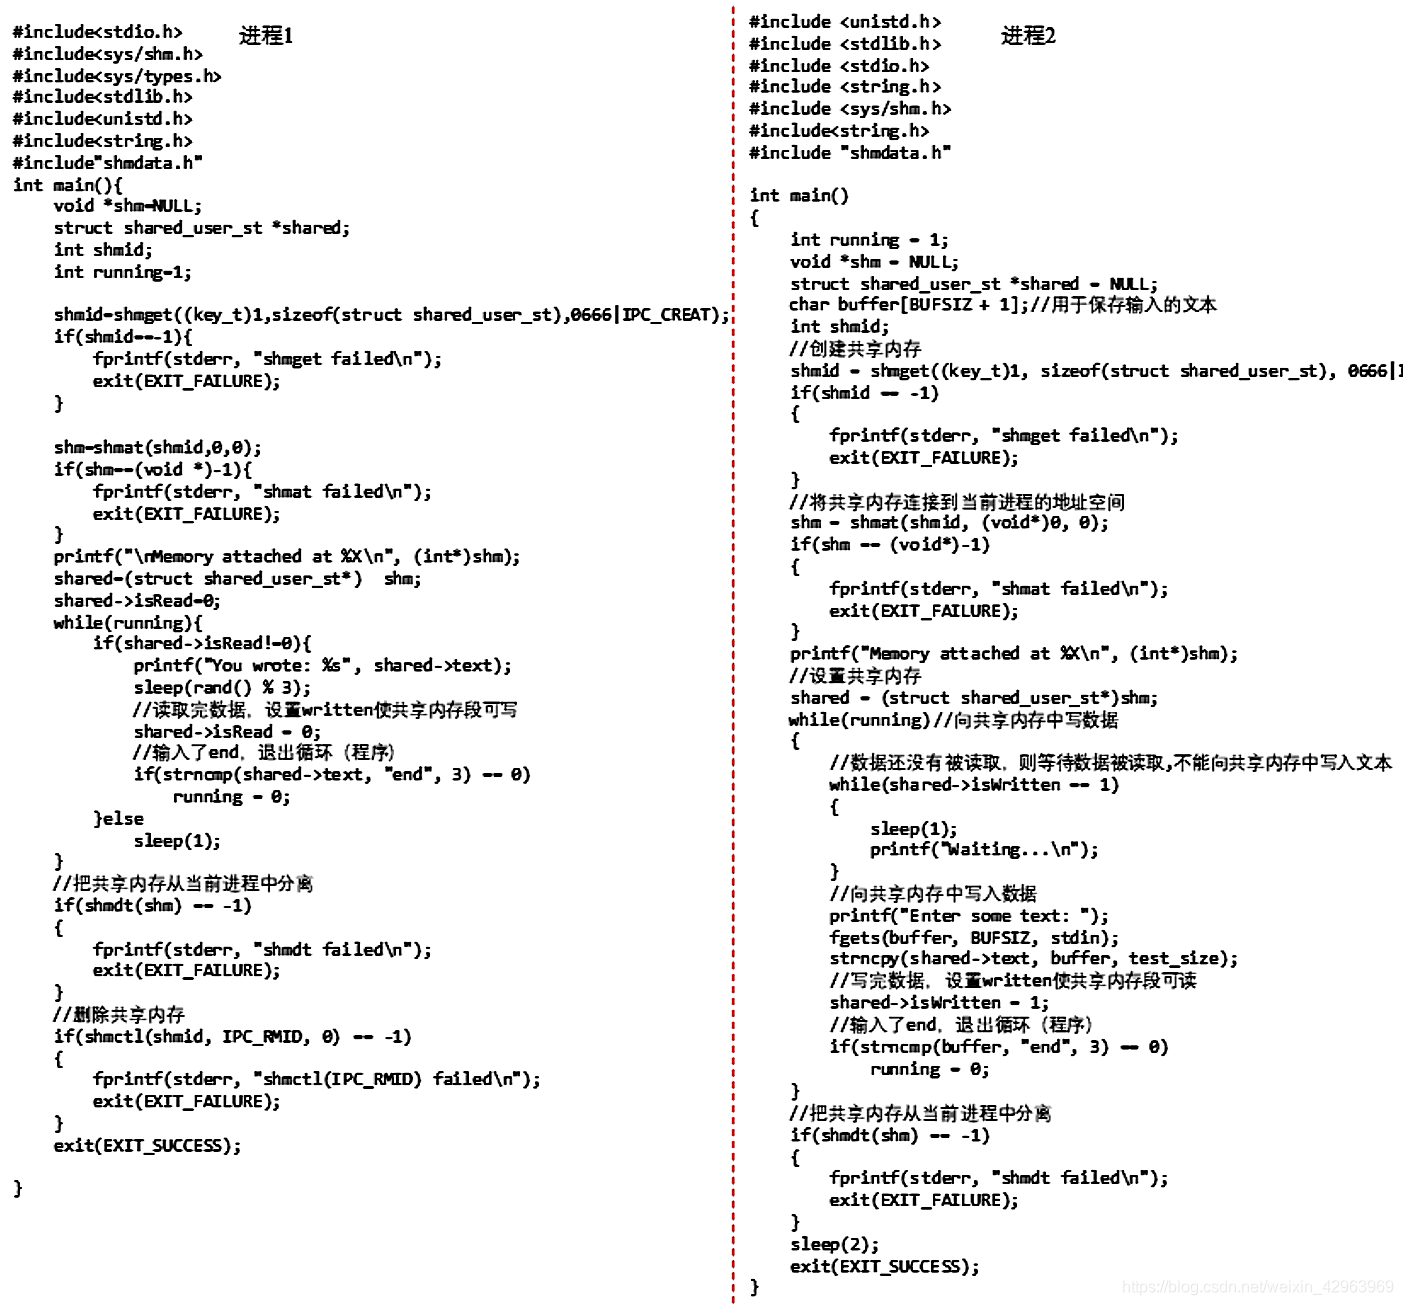 进程1
#include<stdio.h>
#include<sys/shm.h>
#include<sys/types.h>
#include<stdlib.h>
#include<unistd.h>
#include<string.h>
#include"shmdata.h"
int main(){
    void *shm=NULL;
    struct shared_user_st *shared;
    int shmid;
    int running=1;

    shmid=shmget((key_t)1,sizeof(struct shared_user_st),0666|IPC_CREAT);
    if(shmid==-1){
        fprintf(stderr, "shmget failed\n");
        exit(EXIT_FAILURE);
    }

    shm=shmat(shmid,0,0);
    if(shm==(void *)-1){
        fprintf(stderr, "shmat failed\n");
        exit(EXIT_FAILURE);
    }
    printf("\nMemory attached at %X\n", (int*)shm);
    shared=(struct shared_user_st*)  shm;
    shared->isRead=0;
    while(running){
        if(shared->isRead!=0){
            printf("You wrote: %s", shared->text);
            sleep(rand() % 3);
            //读取完数据，设置written使共享内存段可写
            shared->isRead = 0;
            //输入了end，退出循环（程序）
            if(strncmp(shared->text, "end", 3) == 0)
                running = 0;
        }else
            sleep(1);
    }
    //把共享内存从当前进程中分离
    if(shmdt(shm) == -1)
    {
        fprintf(stderr, "shmdt failed\n");
        exit(EXIT_FAILURE);
    }
    //删除共享内存
    if(shmctl(shmid, IPC_RMID, 0) == -1)
    {
        fprintf(stderr, "shmctl(IPC_RMID) failed\n");
        exit(EXIT_FAILURE);
    }
    exit(EXIT_SUCCESS);

}
进程2
#include <unistd.h>
#include <stdlib.h>
#include <stdio.h>
#include <string.h>
#include <sys/shm.h>
#include<string.h>
#include "shmdata.h"

int main()
{
    int running = 1;
    void *shm = NULL;
    struct shared_user_st *shared = NULL;
    char buffer[BUFSIZ + 1];//用于保存输入的文本
    int shmid;
    //创建共享内存
    shmid = shmget((key_t)1, sizeof(struct shared_user_st), 0666|I
    if(shmid == -1)
    {
        fprintf(stderr, "shmget failed\n");
        exit(EXIT_FAILURE);
    }
    //将共享内存连接到当前进程的地址空间
    shm = shmat(shmid, (void*)0, 0);
    if(shm == (void*)-1)
    {
        fprintf(stderr, "shmat failed\n");
        exit(EXIT_FAILURE);
    }
    printf("Memory attached at %X\n", (int*)shm);
    //设置共享内存
    shared = (struct shared_user_st*)shm;
    while(running)//向共享内存中写数据
    {
        //数据还没有被读取，则等待数据被读取,不能向共享内存中写入文本
        while(shared->isWritten == 1)
        {
            sleep(1);
            printf("Waiting...\n");
        }
        //向共享内存中写入数据
        printf("Enter some text: ");
        fgets(buffer, BUFSIZ, stdin);
        strncpy(shared->text, buffer, test_size);
        //写完数据，设置written使共享内存段可读
        shared->isWritten = 1;
        //输入了end，退出循环（程序）
        if(strncmp(buffer, "end", 3) == 0)
            running = 0;
    }
    //把共享内存从当前进程中分离
    if(shmdt(shm) == -1)
    {
        fprintf(stderr, "shmdt failed\n");
        exit(EXIT_FAILURE);
    }
    sleep(2);
    exit(EXIT_SUCCESS);
}
https://blog.csdn.net/weixin_42963969